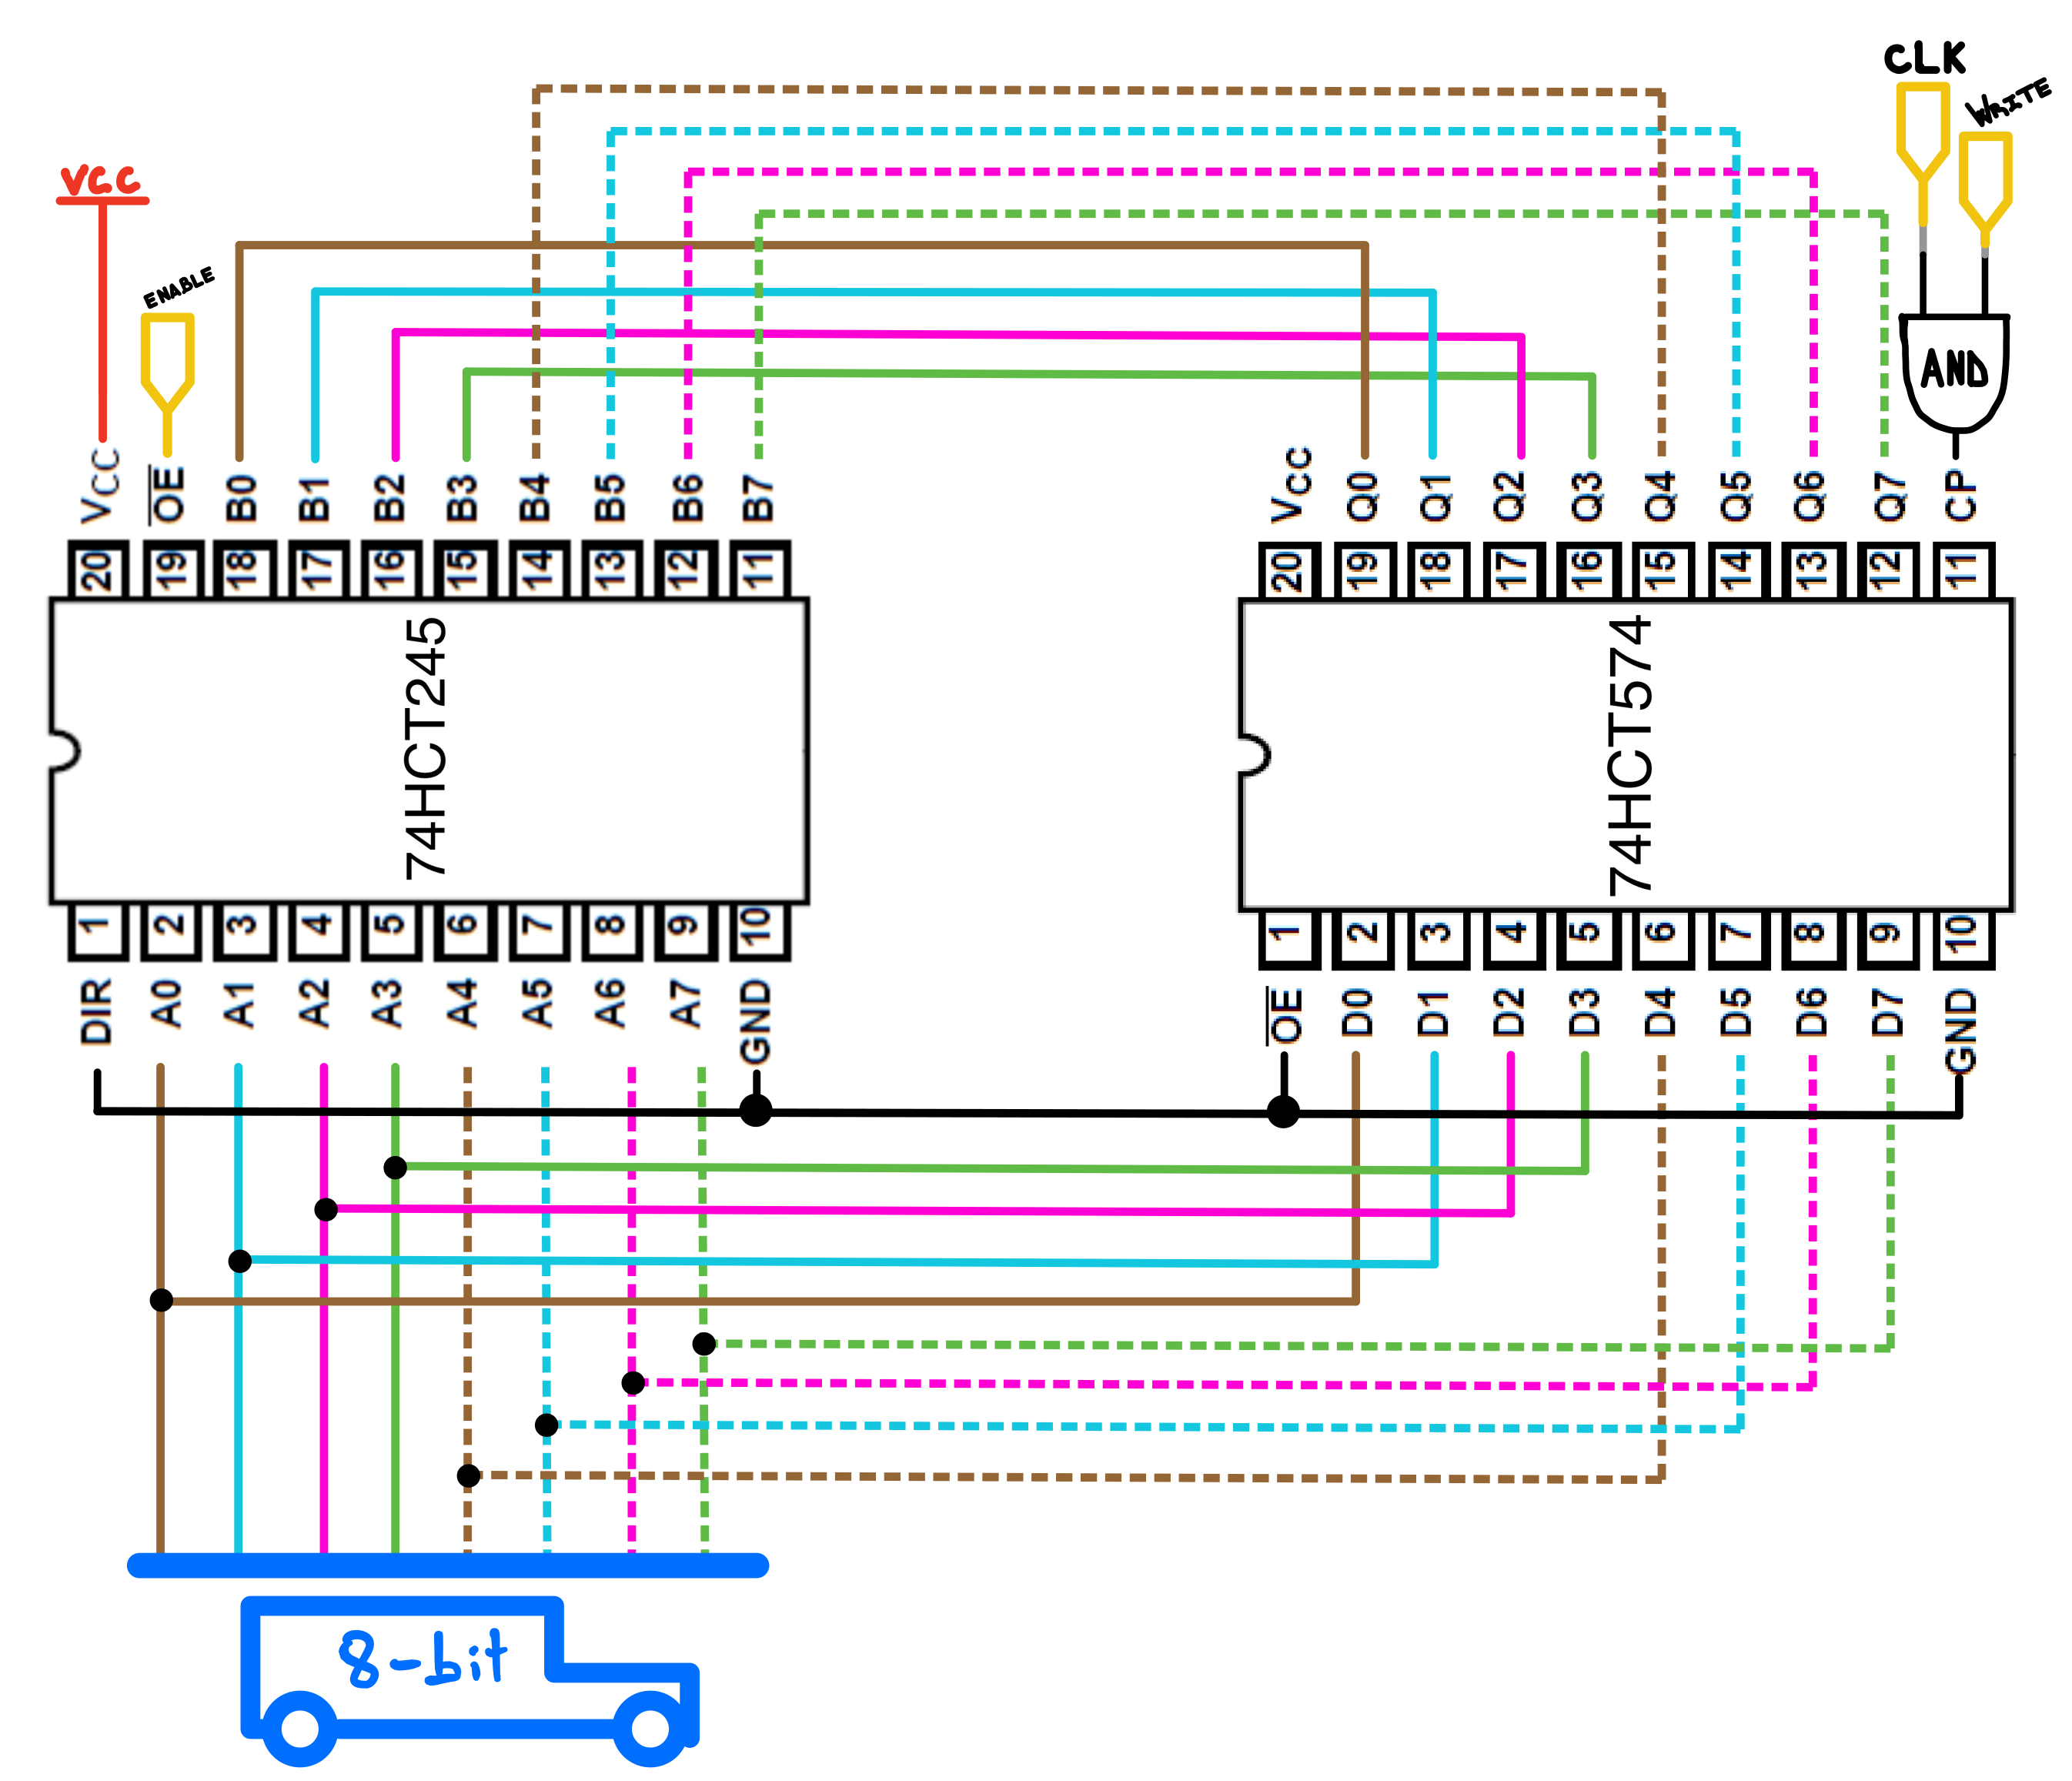 CLK
WRITE
VCC
ENABLE
VCC OE B0 B1 B2 B3 B4 B5 B6 B7
20 19 18 17 16 15 14 13 12 11
74HCT245
1 2 3 4 5 6 7 8 9 10
DIR A0 A1 A2 A3 A4 A5 A6 A7 GND
AND
VCC Q0 Q1 Q2 Q3 Q4 Q5 Q6 Q7 CP
20 19 18 17 16 15 14 13 12 11
74HCT574
1 2 3 4 5 6 7 8 9 10
OE D0 D1 D2 D3 D4 D5 D6 D7 GND
8-bit